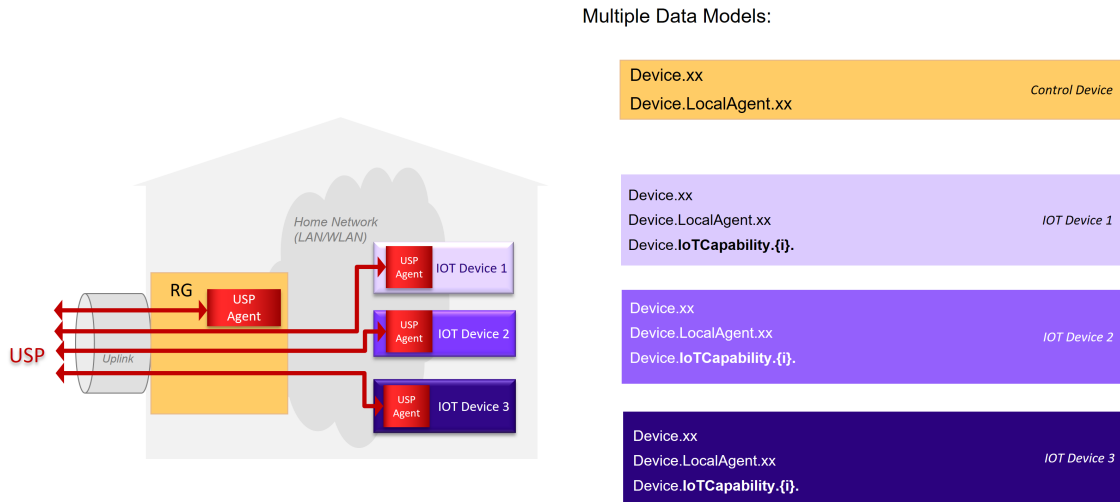 Multiple Data Models:
Device.xx
Device.LocalAgent.xx
Control Device
Device.xx
Device.LocalAgent.xx
Device.IoTCapability.{i}.
IOT Device 1
Device.xx
Device.LocalAgent.xx
Device.IoTCapability.{i}.
IOT Device 2
Device.xx
Device.LocalAgent.xx
Device.IoTCapability.{i}.
IOT Device 3
Home Network
(LAN/WLAN)
USP
Agent
IOT Device 1
RG
USP
Agent
USP
Agent
IOT Device 2
USP
Uplink
USP
Agent
IOT Device 3